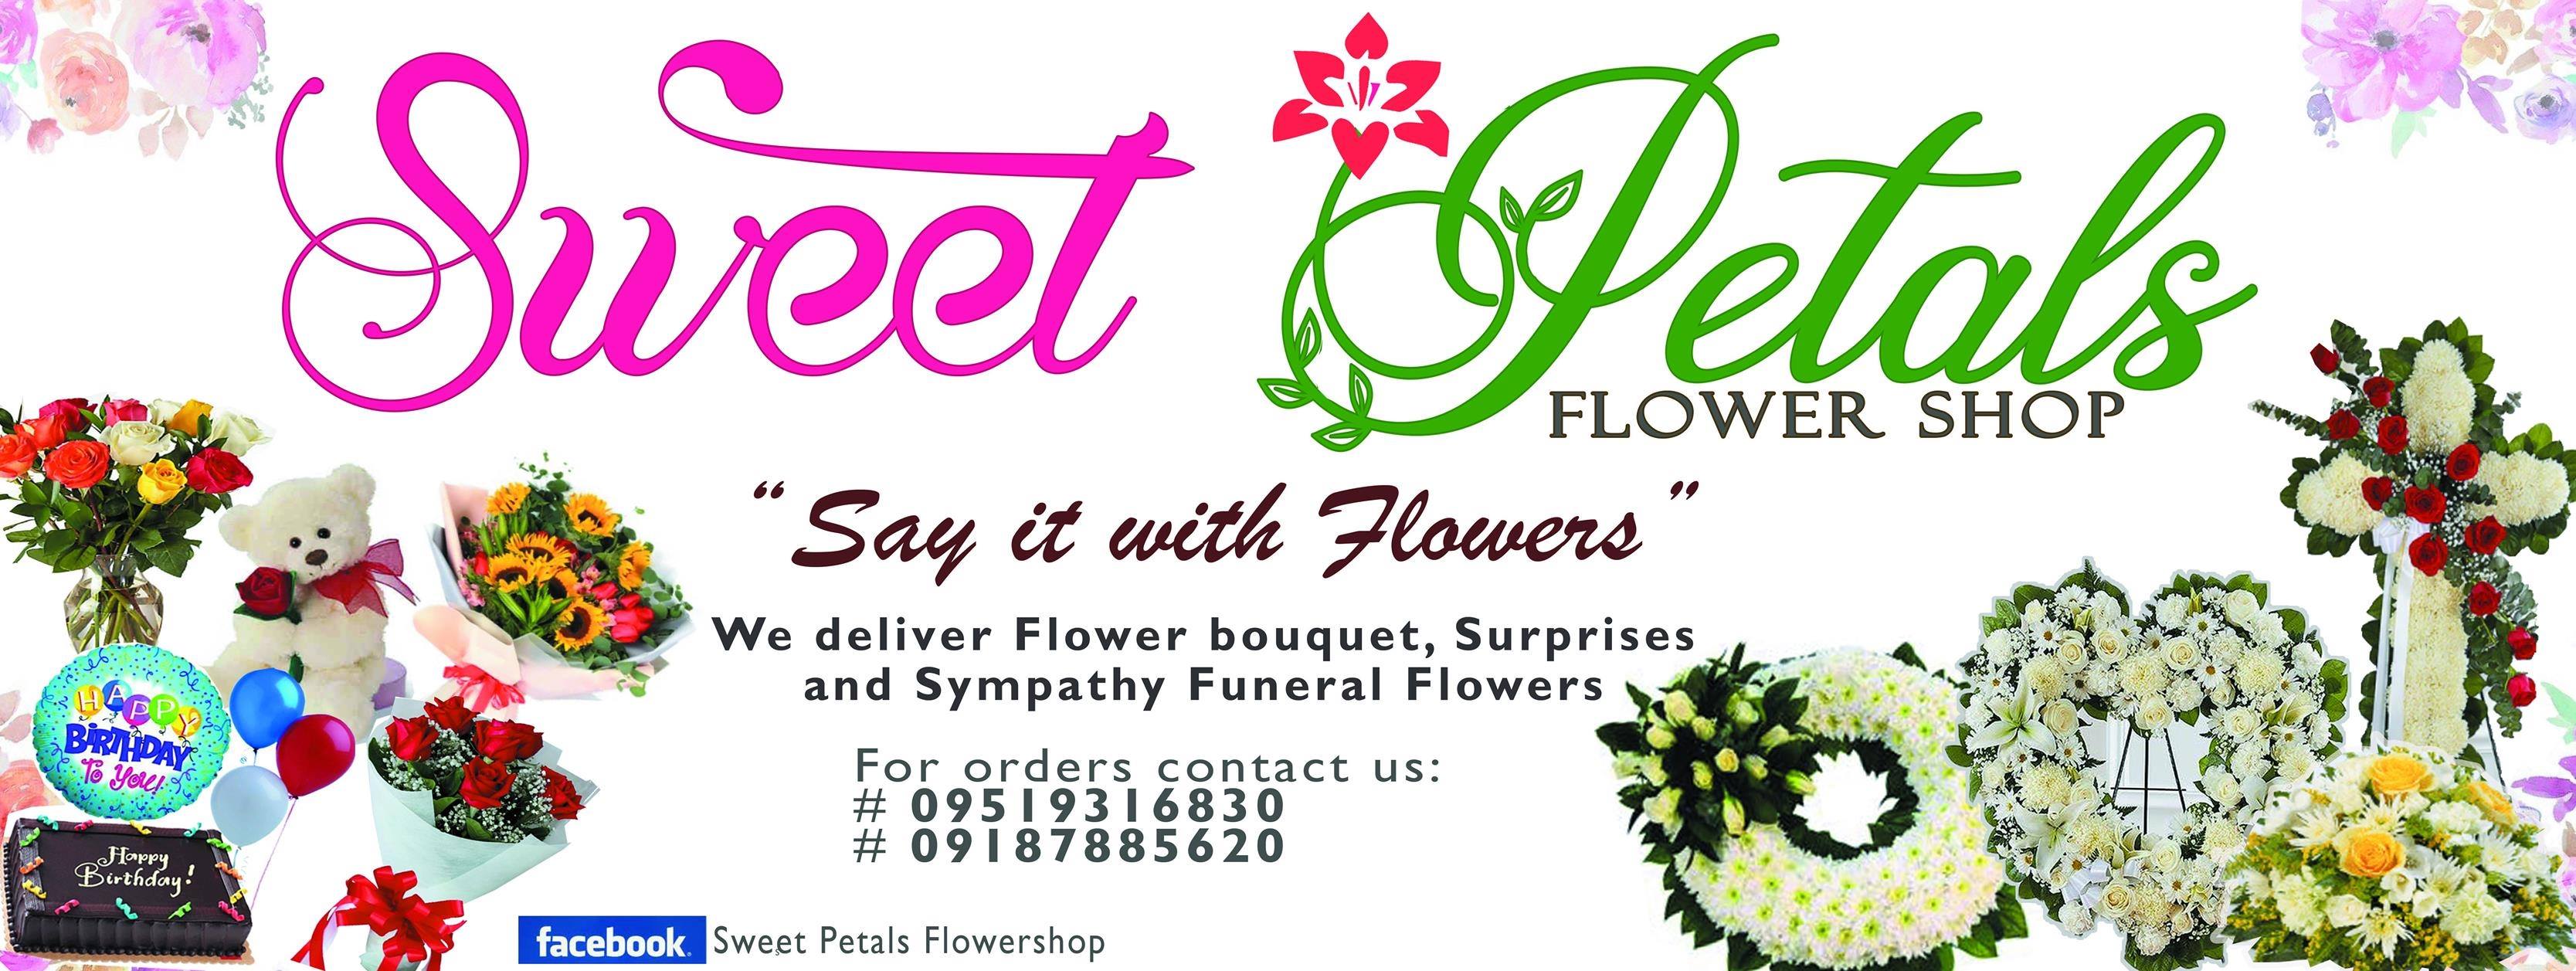 Sweet Petals
FLOWER SHOP
“Say it with Flowers”
We deliver Flower bouquet, Surprises
and Sympathy Funeral Flowers
For orders contact us:
# 09519316830
# 09187885620
HAPPY
BIRTHDAY
To You!
Happy
Birthday!
facebook. Sweet Petals Flowershop